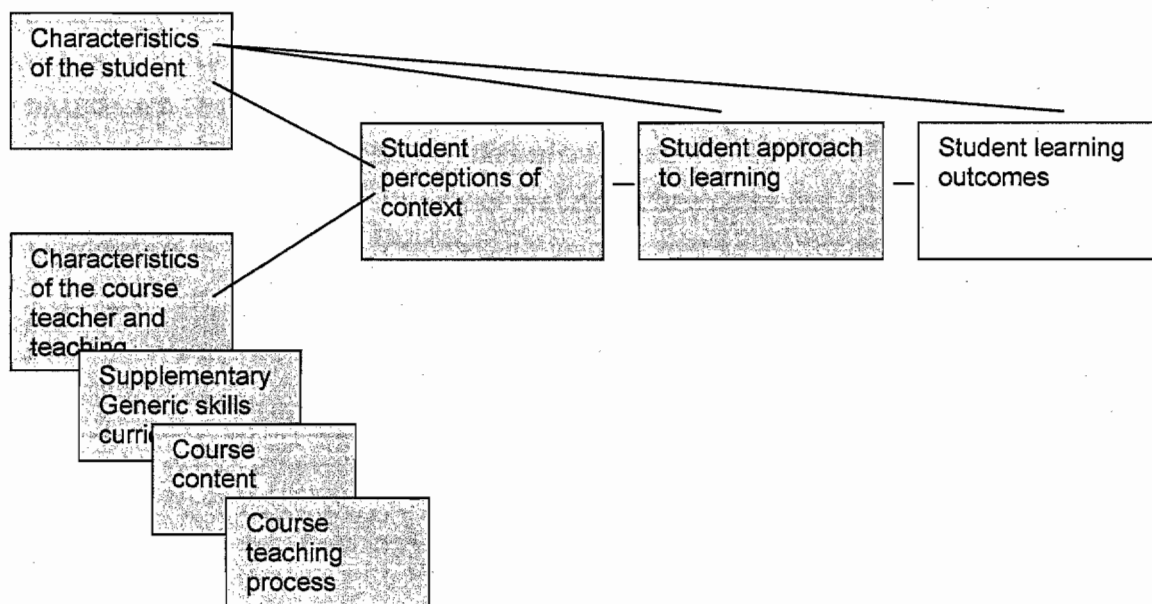 Characteristics
of the student
Student
perceptions of
context
Student approach
to learning
Student learning
outcomes
Characteristics
of the course
teacher and
teaching
Supplementary
Generic skills
Course
content
Course
teaching
process